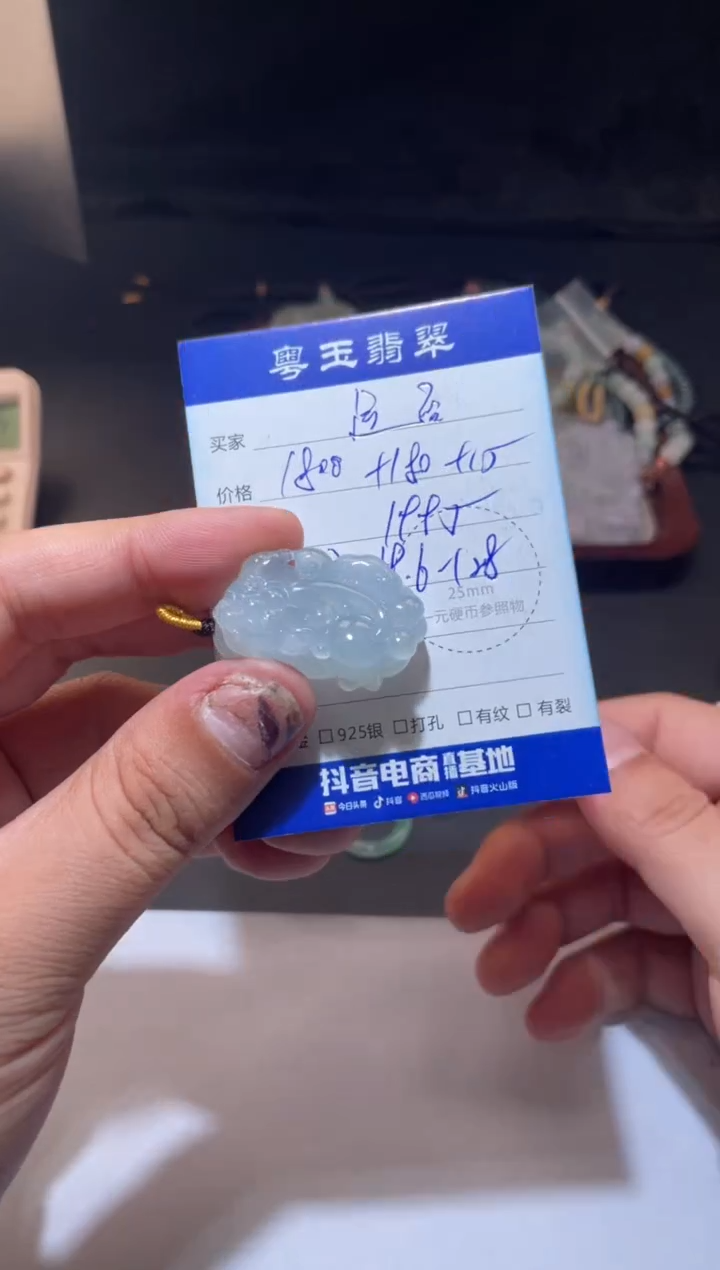 粤玉翡翠
买家
价格 1800 +180 +15
1995
25mm
一元硬币参照物
925银 打孔 有纹 有裂
抖音电商直播基地
今日头条 抖音 西瓜视频 抖音火山版